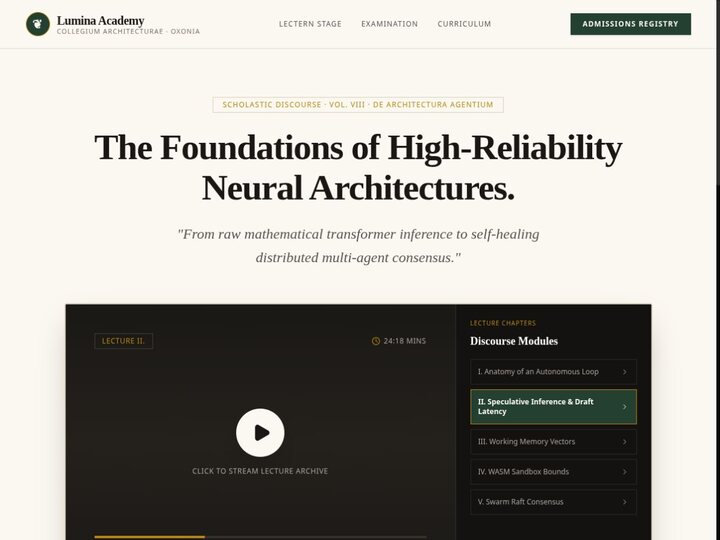 Lumina Academy
COLLEGIUM ARCHITECTURAE · OXONIA
LECTERN STAGE
EXAMINATION
CURRICULUM
ADMISSIONS REGISTRY
SCHOLASTIC DISCOURSE · VOL. VIII · DE ARCHITECTURA AGENTIUM
The Foundations of High-Reliability
Neural Architectures.
"From raw mathematical transformer inference to self-healing
distributed multi-agent consensus."
LECTURE II.
24:18 MINS
CLICK TO STREAM LECTURE ARCHIVE
LECTURE CHAPTERS
Discourse Modules
I. Anatomy of an Autonomous Loop
II. Speculative Inference & Draft
Latency
III. Working Memory Vectors
IV. WASM Sandbox Bounds
V. Swarm Raft Consensus